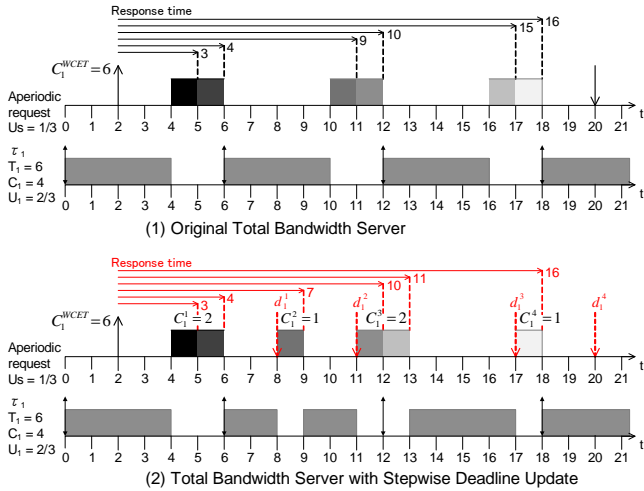 Response time
16
15
10
9
4
3
C₁^WCET = 6
Aperiodic
request
Us = 1/3
t
0 1 2 3 4 5 6 7 8 9 10 11 12 13 14 15 16 17 18 19 20 21
τ₁
T₁ = 6
C₁ = 4
U₁ = 2/3
t
0 1 2 3 4 5 6 7 8 9 10 11 12 13 14 15 16 17 18 19 20 21
(1) Original Total Bandwidth Server
Response time
16
11
10
7
4
3
d₁¹ d₁² d₁³ d₁⁴
C₁^WCET = 6 C₁¹ = 2 C₁² = 1 C₁³ = 2 C₁⁴ = 1
Aperiodic
request
Us = 1/3
t
0 1 2 3 4 5 6 7 8 9 10 11 12 13 14 15 16 17 18 19 20 21
τ₁
T₁ = 6
C₁ = 4
U₁ = 2/3
t
0 1 2 3 4 5 6 7 8 9 10 11 12 13 14 15 16 17 18 19 20 21
(2) Total Bandwidth Server with Stepwise Deadline Update